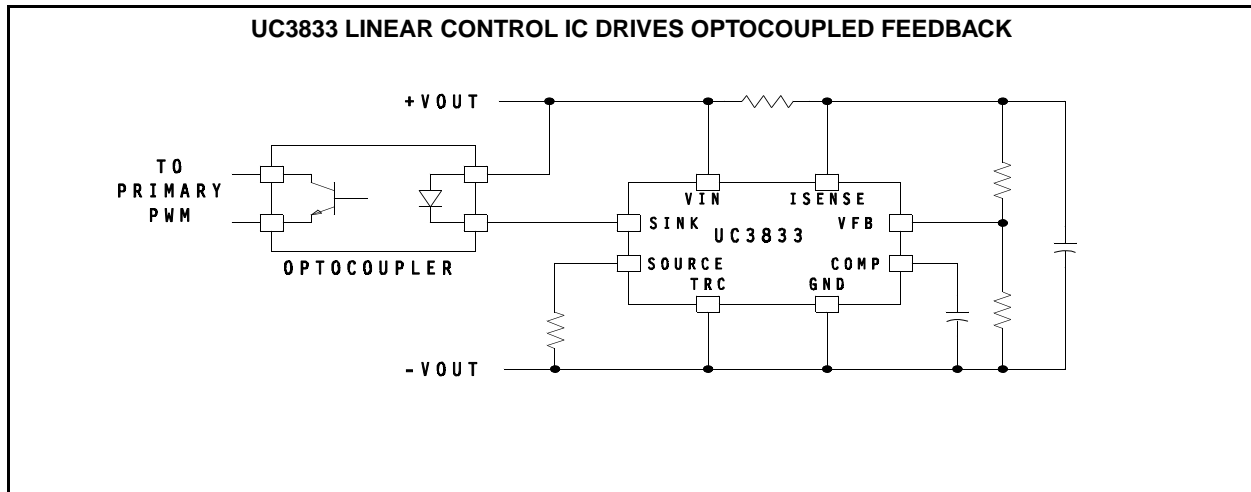 UC3833 LINEAR CONTROL IC DRIVES OPTOCOUPLED FEEDBACK
+VOUT
TO
PRIMARY
PWM
OPTOCOUPLER
VIN
ISENSE
SINK
VFB
UC3833
SOURCE
COMP
TRC
GND
-VOUT